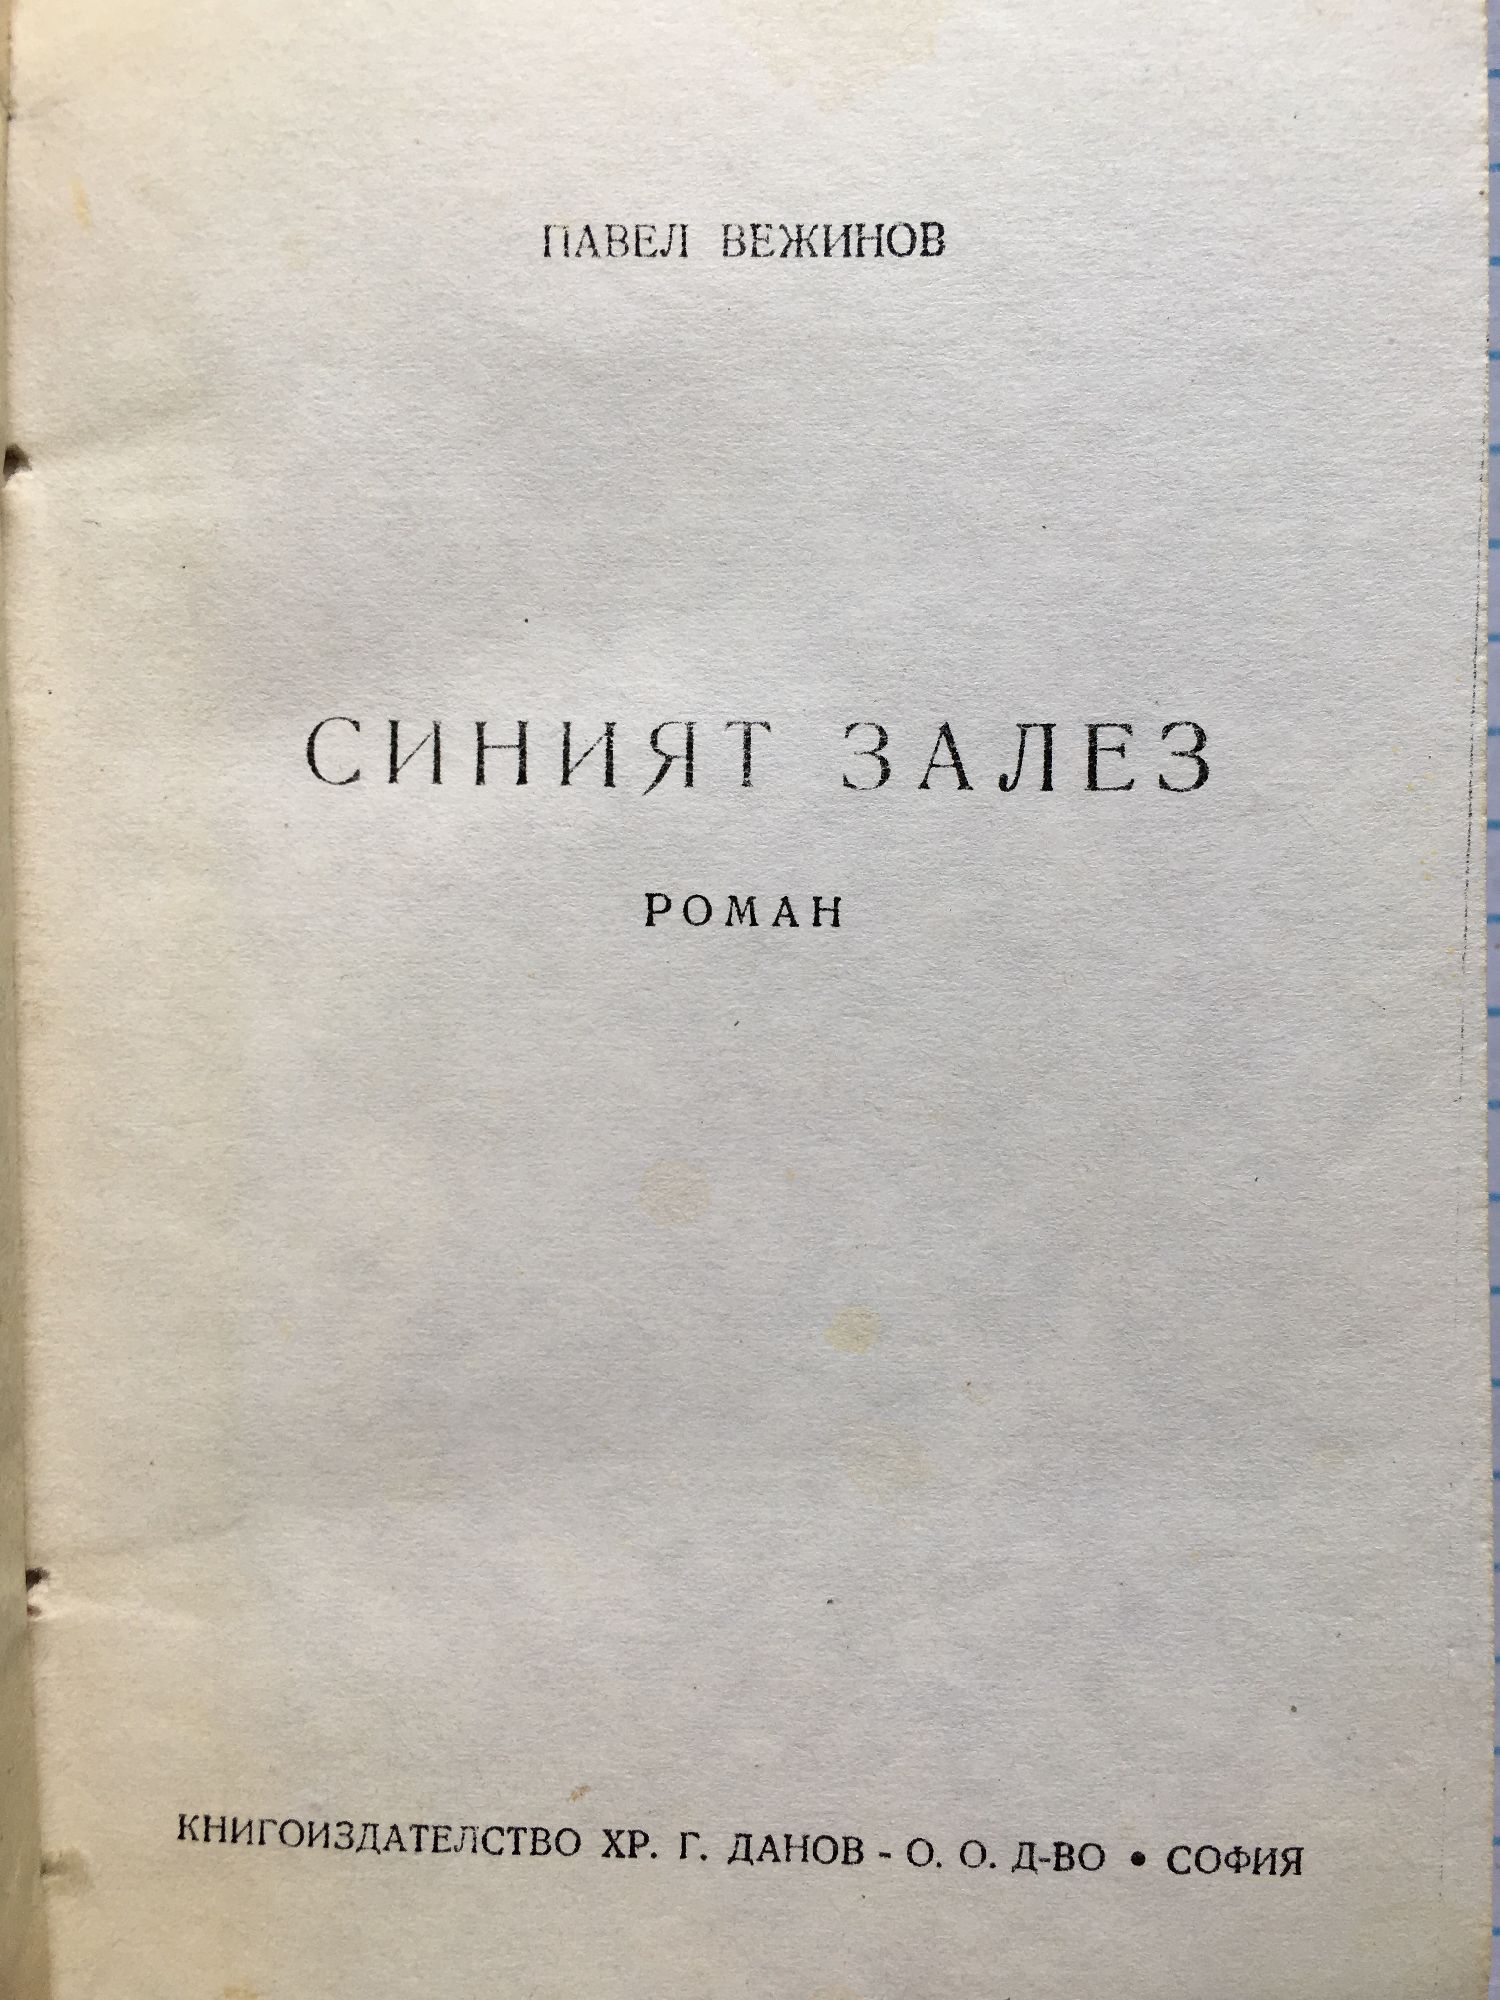 ПАВЕЛ ВЕЖИНОВ
СИНИЯТ ЗАЛЕЗ
РОМАН
КНИГОИЗДАТЕЛСТВО ХР. Г. ДАНОВ - О. О. Д-ВО • СОФИЯ